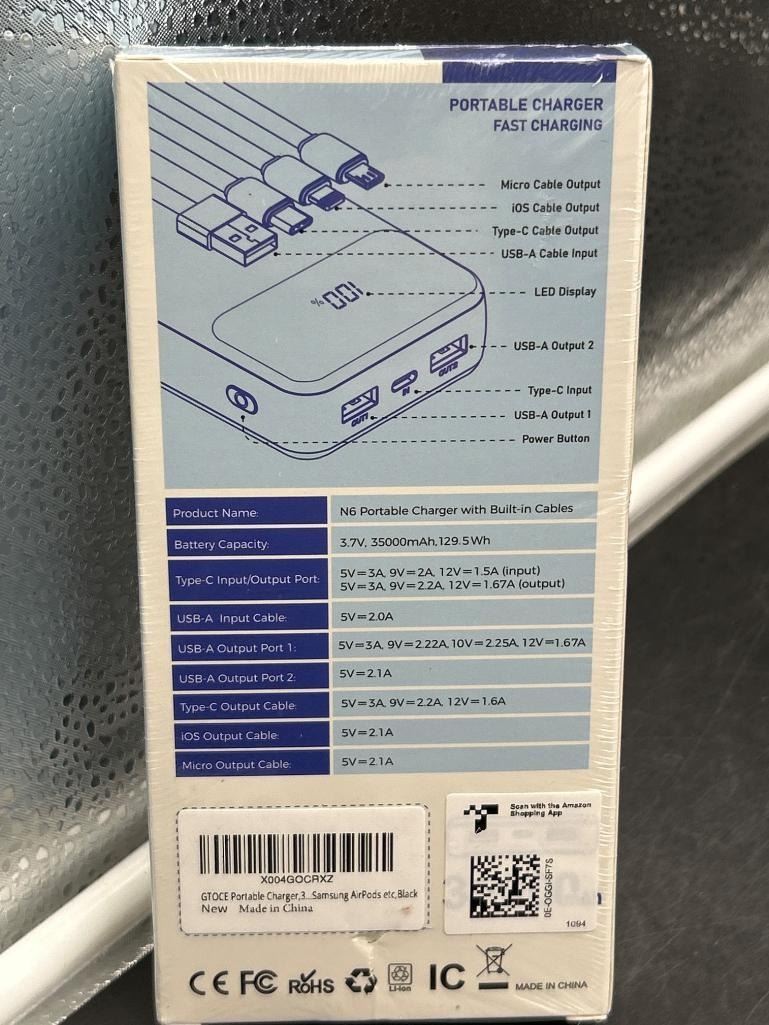 PORTABLE CHARGER
FAST CHARGING
Micro Cable Output
iOS Cable Output
Type-C Cable Output
USB-A Cable Input
100%
LED Display
USB-A Output 2
OUT2
Type-C Input
IN
USB-A Output 1
OUT1
Power Button
Product Name: N6 Portable Charger with Built-in Cables
Battery Capacity: 3.7V, 35000mAh,129.5Wh
Type-C Input/Output Port: 5V=3A, 9V=2A, 12V=1.5A (input)
5V=3A, 9V=2.2A, 12V=1.67A (output)
USB-A Input Cable: 5V=2.0A
USB-A Output Port 1: 5V=3A, 9V=2.22A, 10V=2.25A, 12V=1.67A
USB-A Output Port 2: 5V=2.1A
Type-C Output Cable: 5V=3A, 9V=2.2A, 12V=1.6A
iOS Output Cable: 5V=2.1A
Micro Output Cable: 5V=2.1A
X004GOCRXZ
GTOCE Portable Charger,3...Samsung AirPods etc,Black
New Made in China
Scan with the Amazon
Shopping App
0E-OGGI-SF7S
1094
CE FC RoHS Li-ion IC MADE IN CHINA